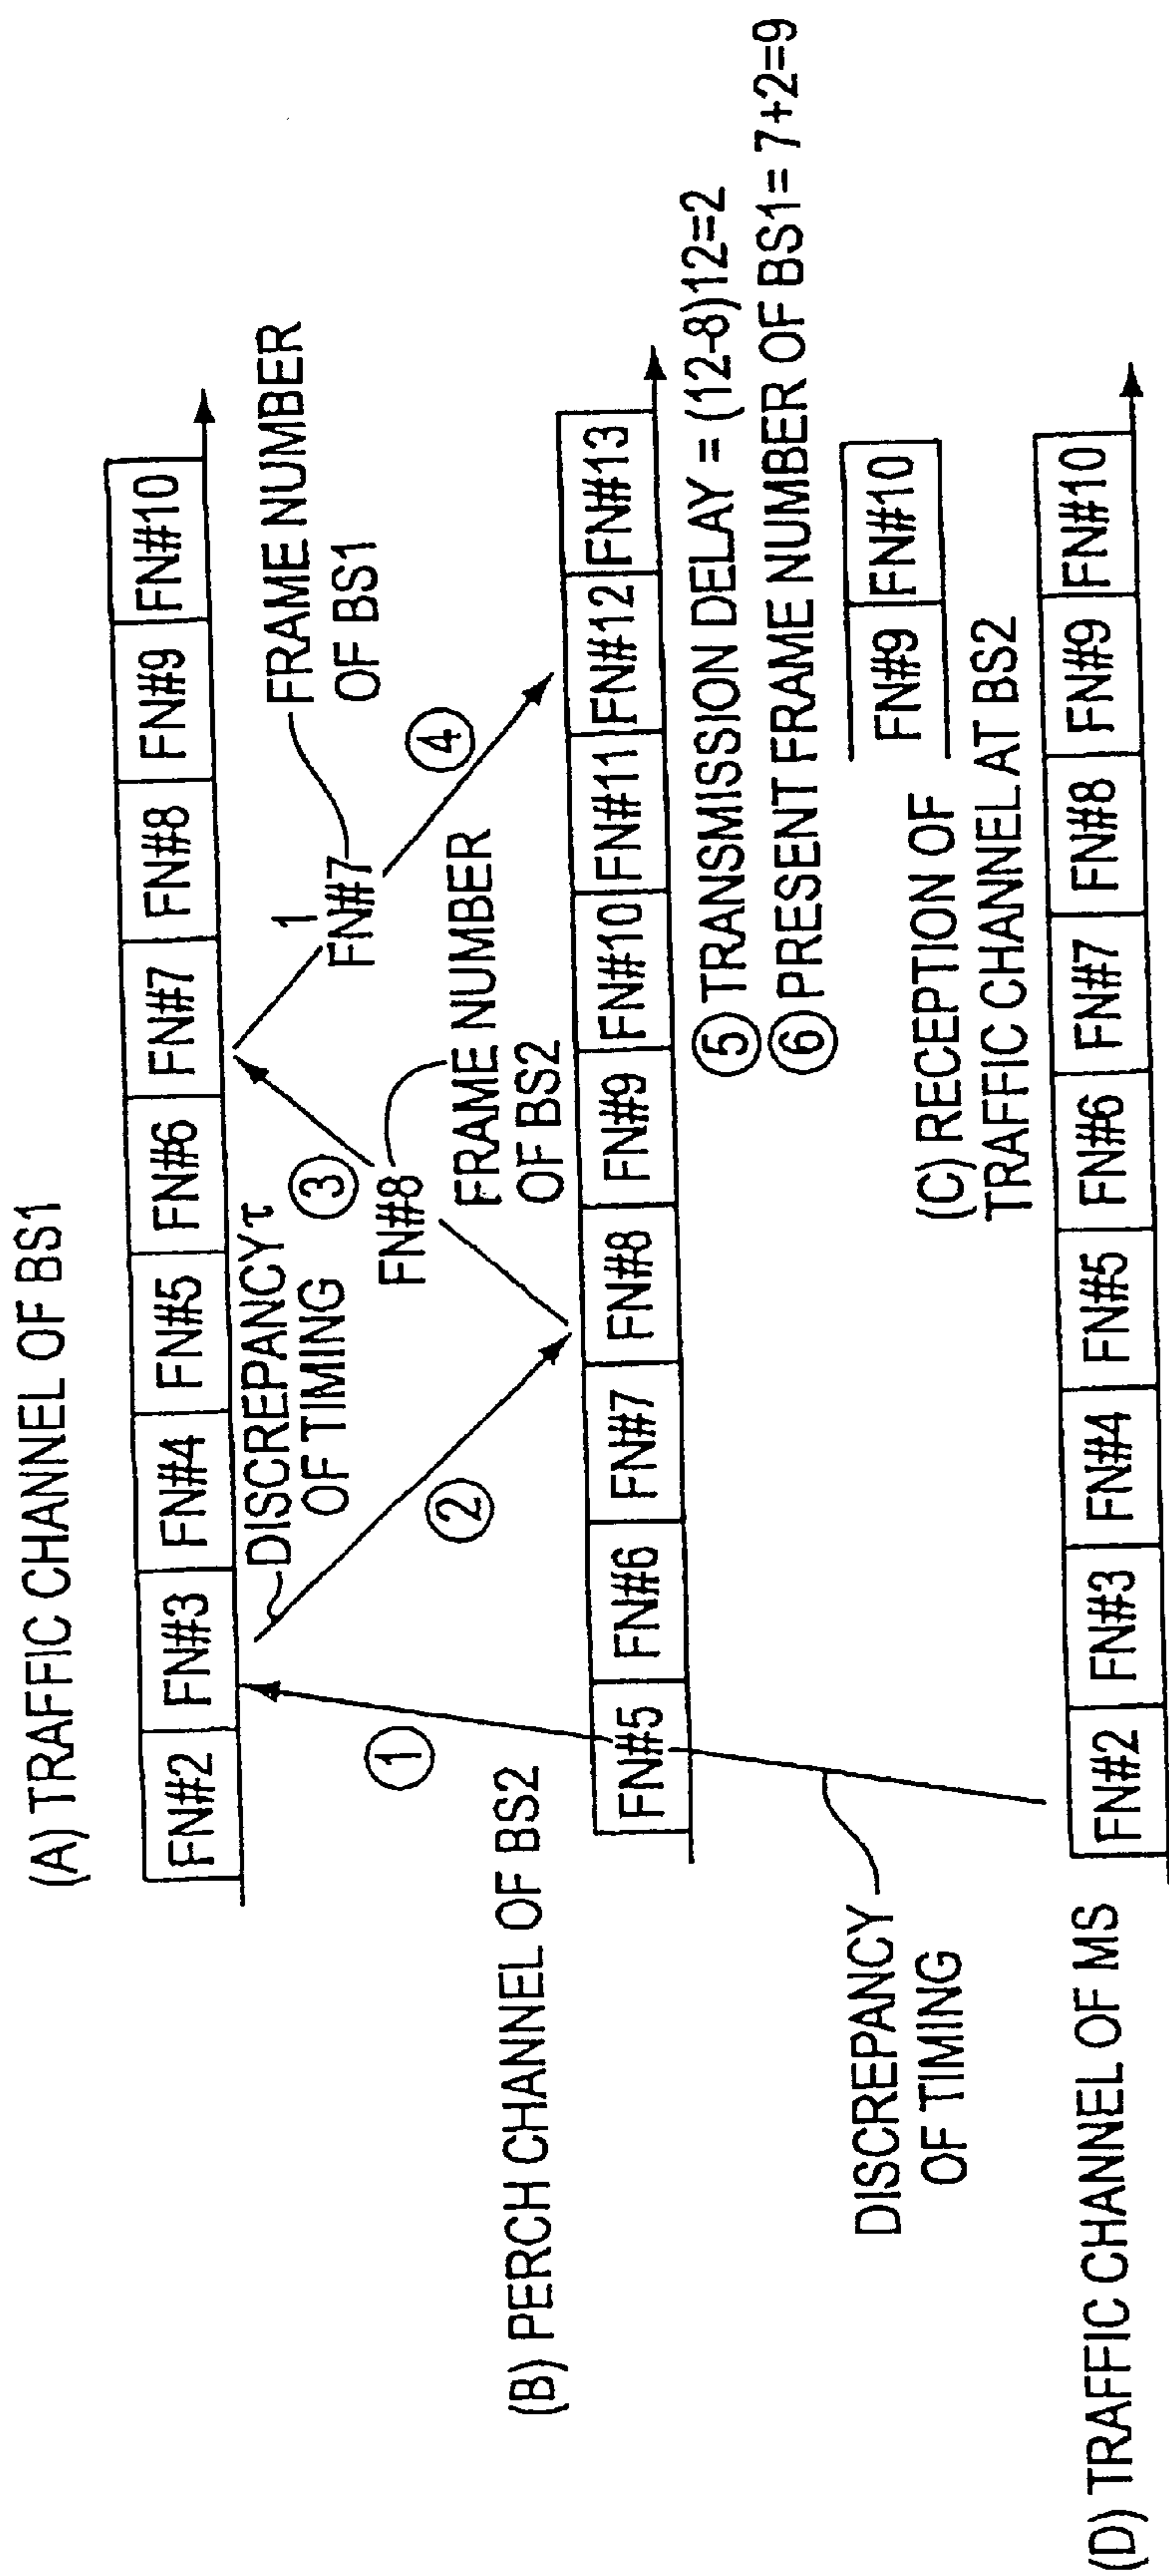 (A) TRAFFIC CHANNEL OF BS1
FN#2 FN#3 FN#4 FN#5 FN#6 FN#7 FN#8 FN#9 FN#10
DISCREPANCY τ
OF TIMING
1
FN#7
FRAME NUMBER
OF BS1
①
②
③
④
FN#8
FRAME NUMBER
OF BS2
(B) PERCH CHANNEL OF BS2
FN#5 FN#6 FN#7 FN#8 FN#9 FN#10 FN#11 FN#12 FN#13
⑤ TRANSMISSION DELAY = (12-8)12=2
⑥ PRESENT FRAME NUMBER OF BS1= 7+2=9
DISCREPANCY
OF TIMING
FN#9 FN#10
(C) RECEPTION OF
TRAFFIC CHANNEL AT BS2
(D) TRAFFIC CHANNEL OF MS
FN#2 FN#3 FN#4 FN#5 FN#6 FN#7 FN#8 FN#9 FN#10